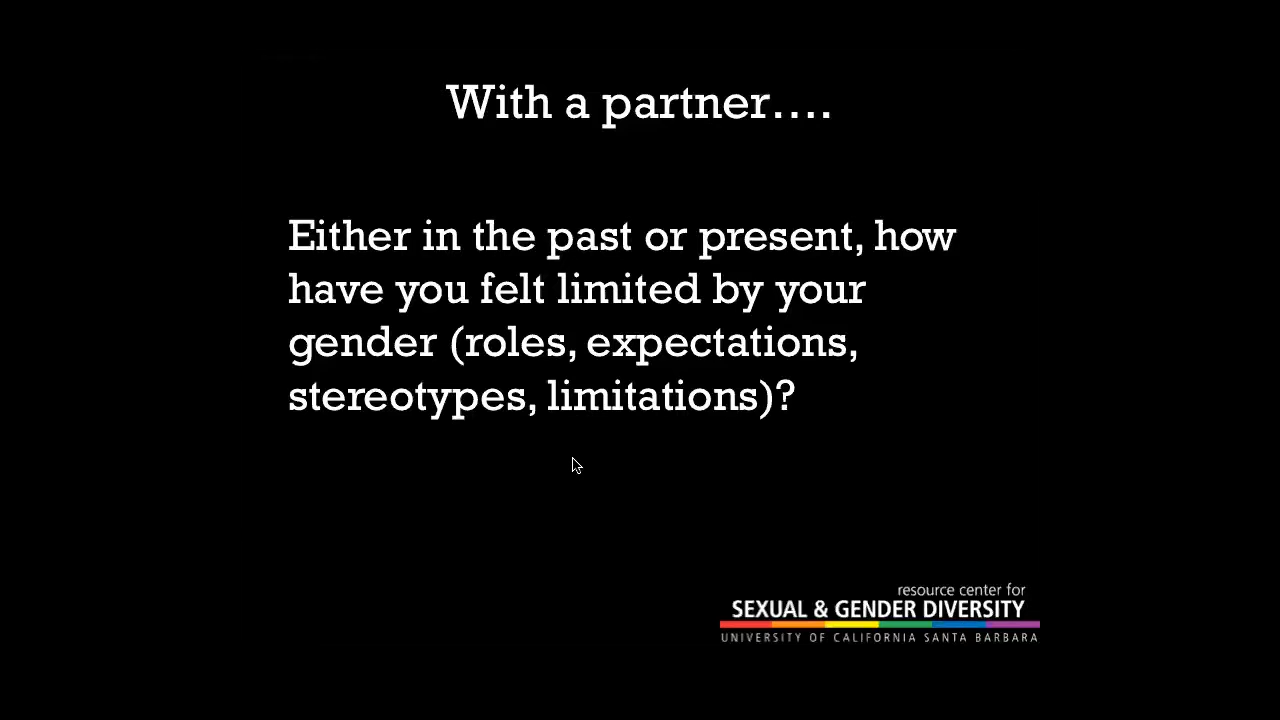 With a partner....
Either in the past or present, how
have you felt limited by your
gender (roles, expectations,
stereotypes, limitations)?
resource center for
SEXUAL & GENDER DIVERSITY
UNIVERSITY OF CALIFORNIA SANTA BARBARA